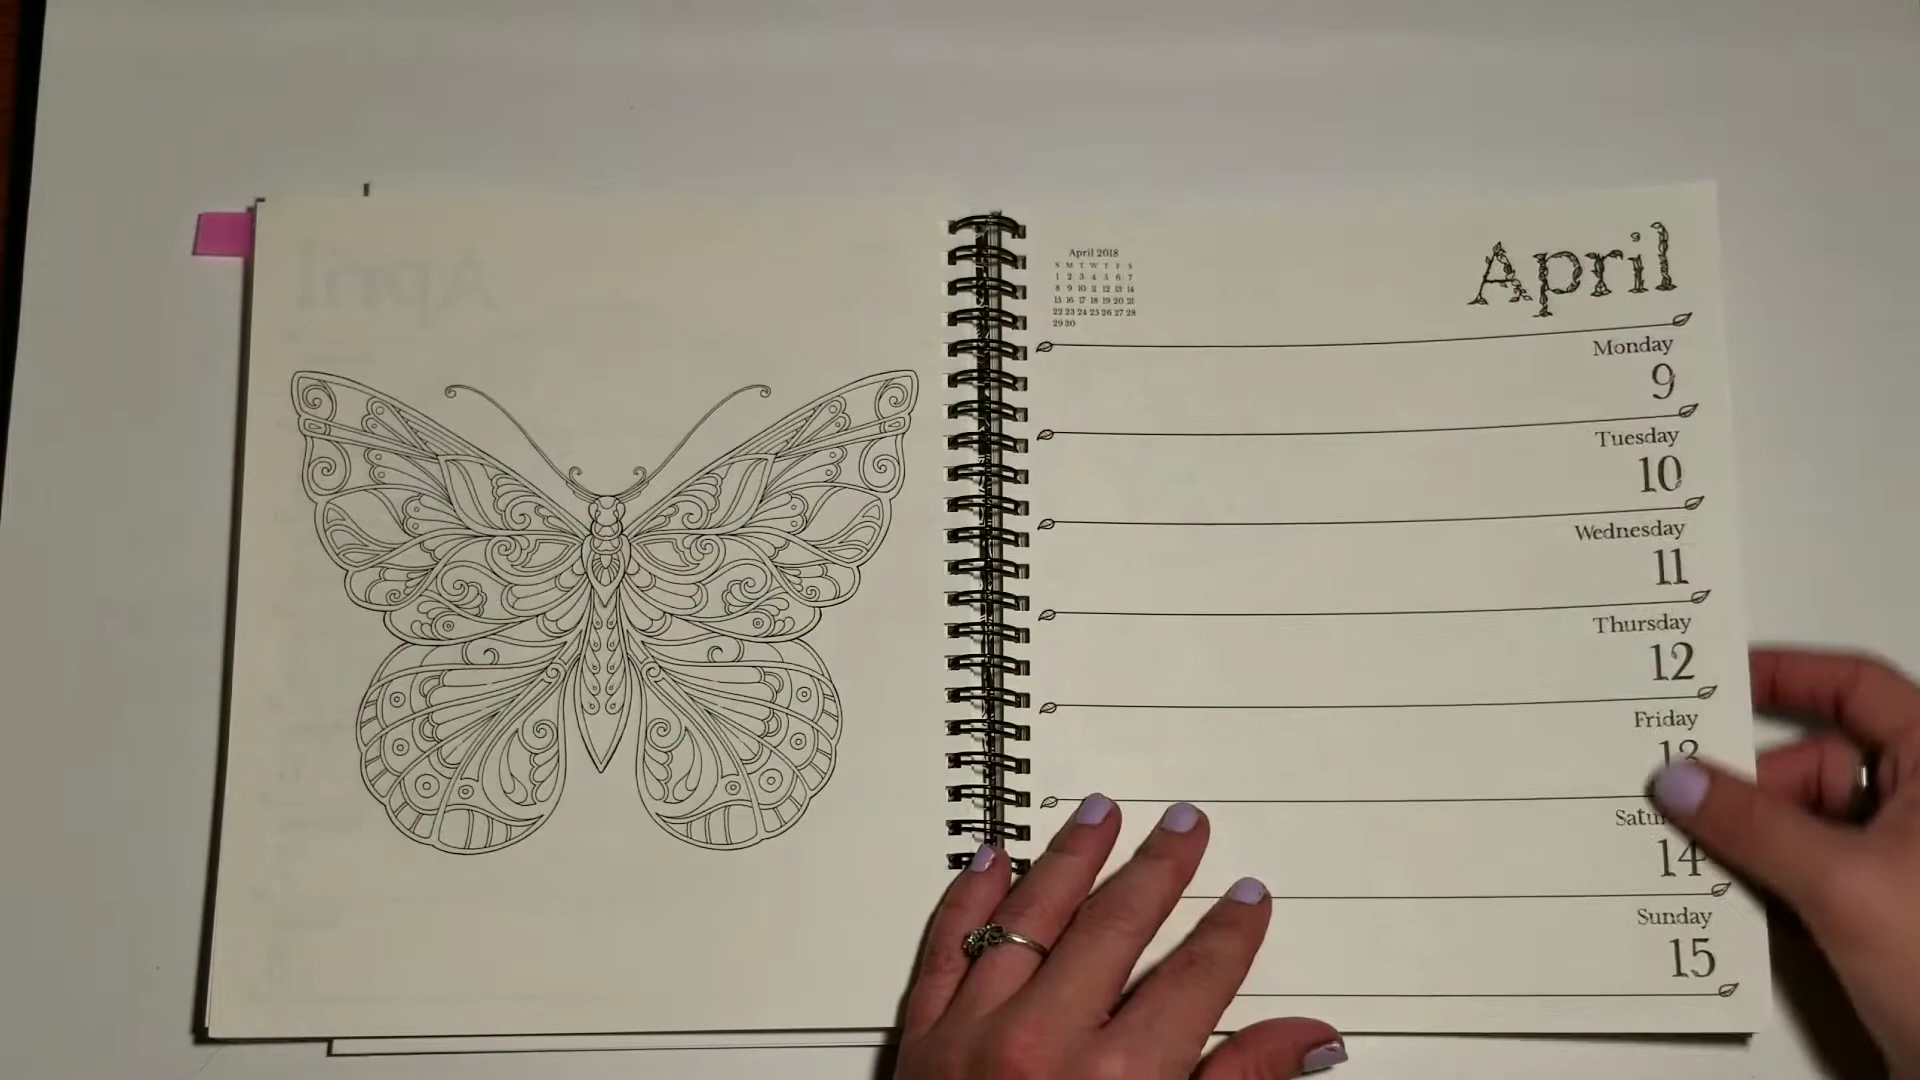 April 2018
S M T W T F S
1 2 3 4 5 6 7
8 9 10 11 12 13 14
15 16 17 18 19 20 21
22 23 24 25 26 27 28
29 30
April
Monday
9
Tuesday
10
Wednesday
11
Thursday
12
Friday
13
14
Sunday
15